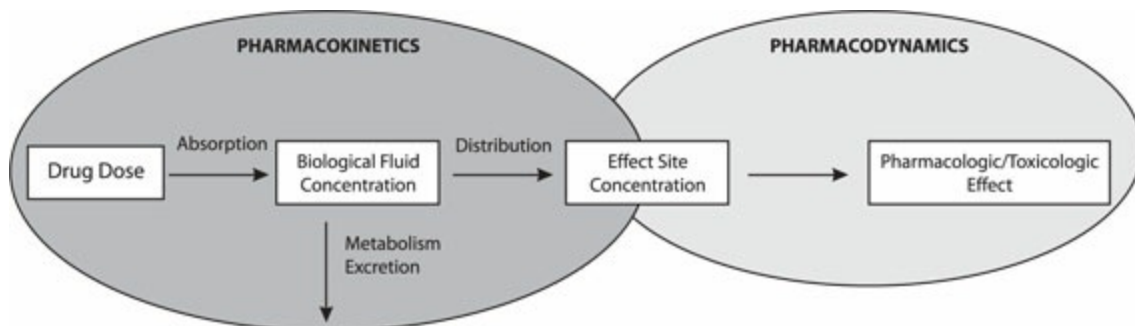 PHARMACOKINETICS
PHARMACODYNAMICS
Drug Dose
Absorption
Biological Fluid
Concentration
Distribution
Effect Site
Concentration
Pharmacologic/Toxicologic
Effect
Metabolism
Excretion